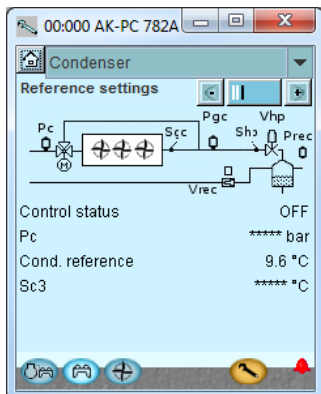 00:000 AK-PC 782A
Condenser
Reference settings
Pc Scc Pgc Shp Vhp Prec
M
Vrec
Control status OFF
Pc ***** bar
Cond. reference 9.6 °C
Sc3 ***** °C